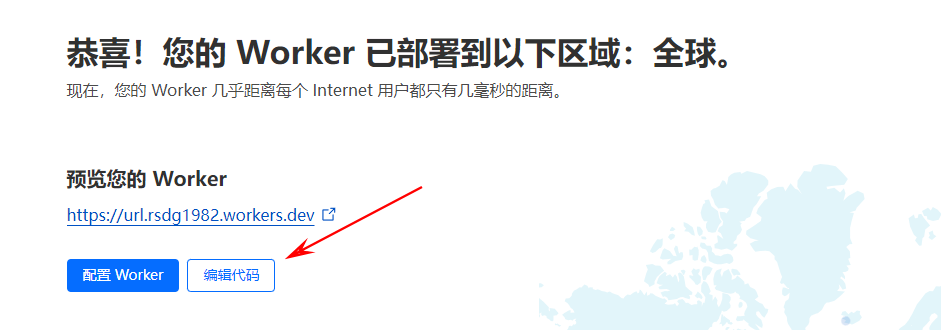 恭喜！您的 Worker 已部署到以下区域：全球。
现在，您的 Worker 几乎距离每个 Internet 用户都只有几毫秒的距离。
预览您的 Worker
https://url.rsdg1982.workers.dev
配置 Worker 编辑代码